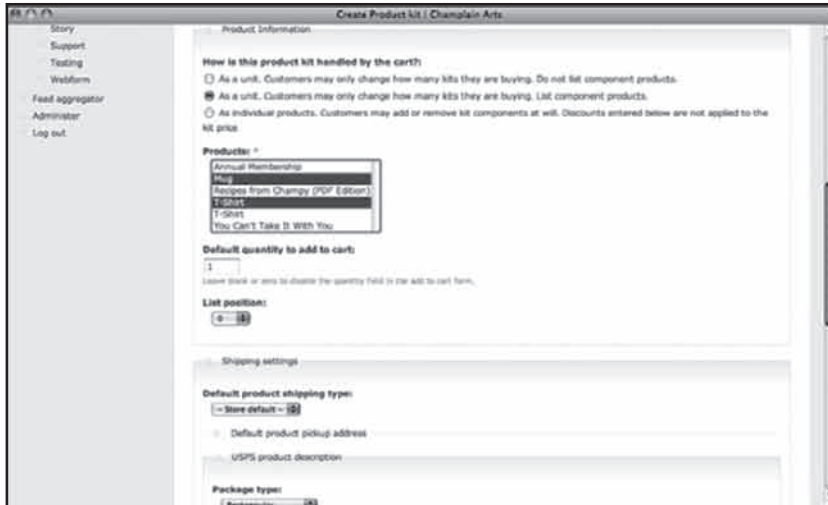 Create Product kit | Champlain Arts
Story
Support
Testing
Webform
Feed aggregator
Administer
Log out
Product Information
How is this product kit handled by the cart?:
As a unit. Customers may only change how many kits they are buying. Do not list component products.
As a unit. Customers may only change how many kits they are buying. List component products.
As individual products. Customers may add or remove kit components at will. Discounts entered below are not applied to the
kit price
Products: *
Annual Membership
Mug
Recipes from Champy (PDF Edition)
T-Shirt
T-Shirt
You Can't Take It With You
Default quantity to add to cart:
1
Leave blank or zero to disable the quantity field in the add to cart form.
List position:
0
Shipping settings
Default product shipping type:
- Store default -
Default product pickup address
USPS product description
Package type:
Rectangular